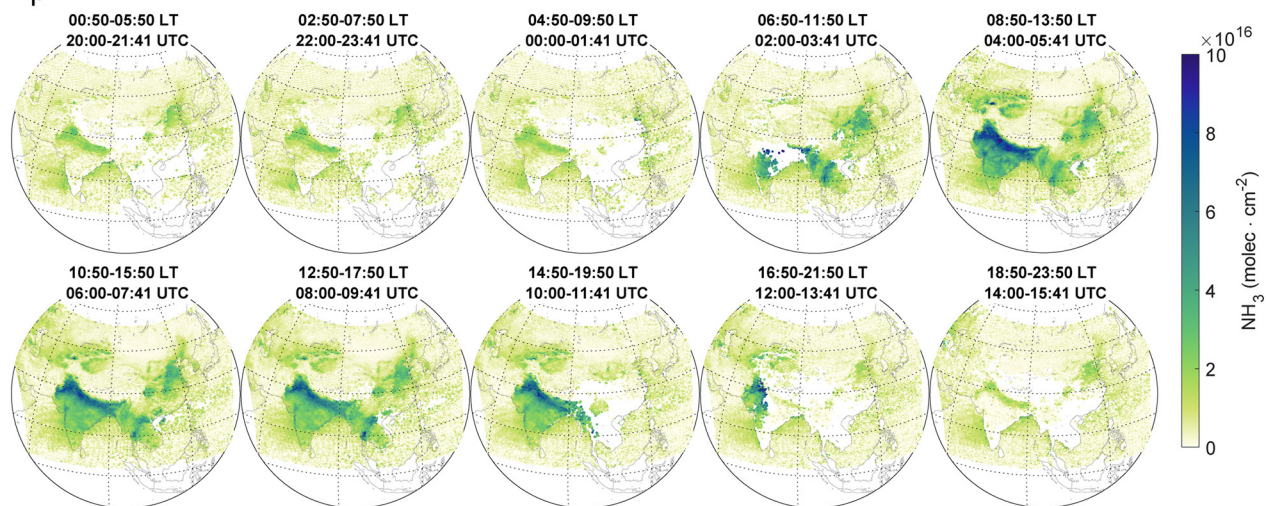 00:50-05:50 LT
20:00-21:41 UTC
02:50-07:50 LT
22:00-23:41 UTC
04:50-09:50 LT
00:00-01:41 UTC
06:50-11:50 LT
02:00-03:41 UTC
08:50-13:50 LT
04:00-05:41 UTC
10:50-15:50 LT
06:00-07:41 UTC
12:50-17:50 LT
08:00-09:41 UTC
14:50-19:50 LT
10:00-11:41 UTC
16:50-21:50 LT
12:00-13:41 UTC
18:50-23:50 LT
14:00-15:41 UTC
×10¹⁶
10
8
6
4
2
0
NH₃ (molec · cm⁻²)